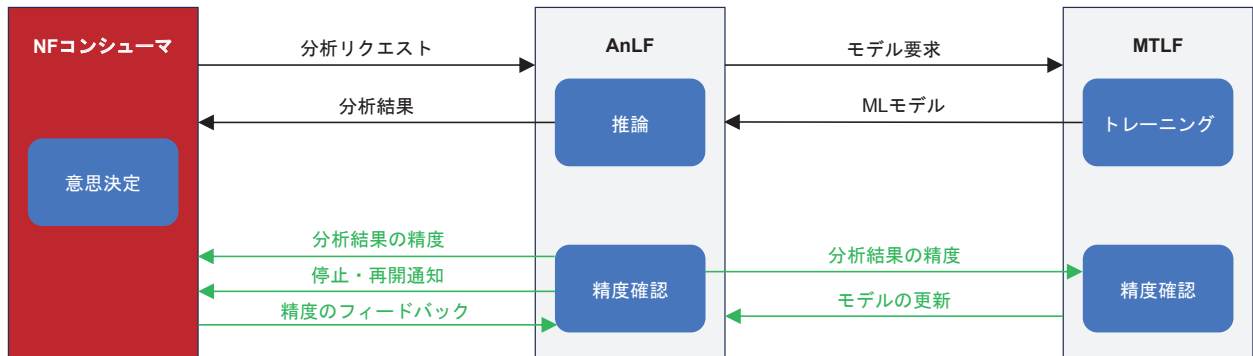 NFコンシューマ
分析リクエスト
AnLF
モデル要求
MTLF
分析結果
推論
MLモデル
トレーニング
意思決定
分析結果の精度
停止・再開通知
精度のフィードバック
精度確認
分析結果の精度
モデルの更新
精度確認